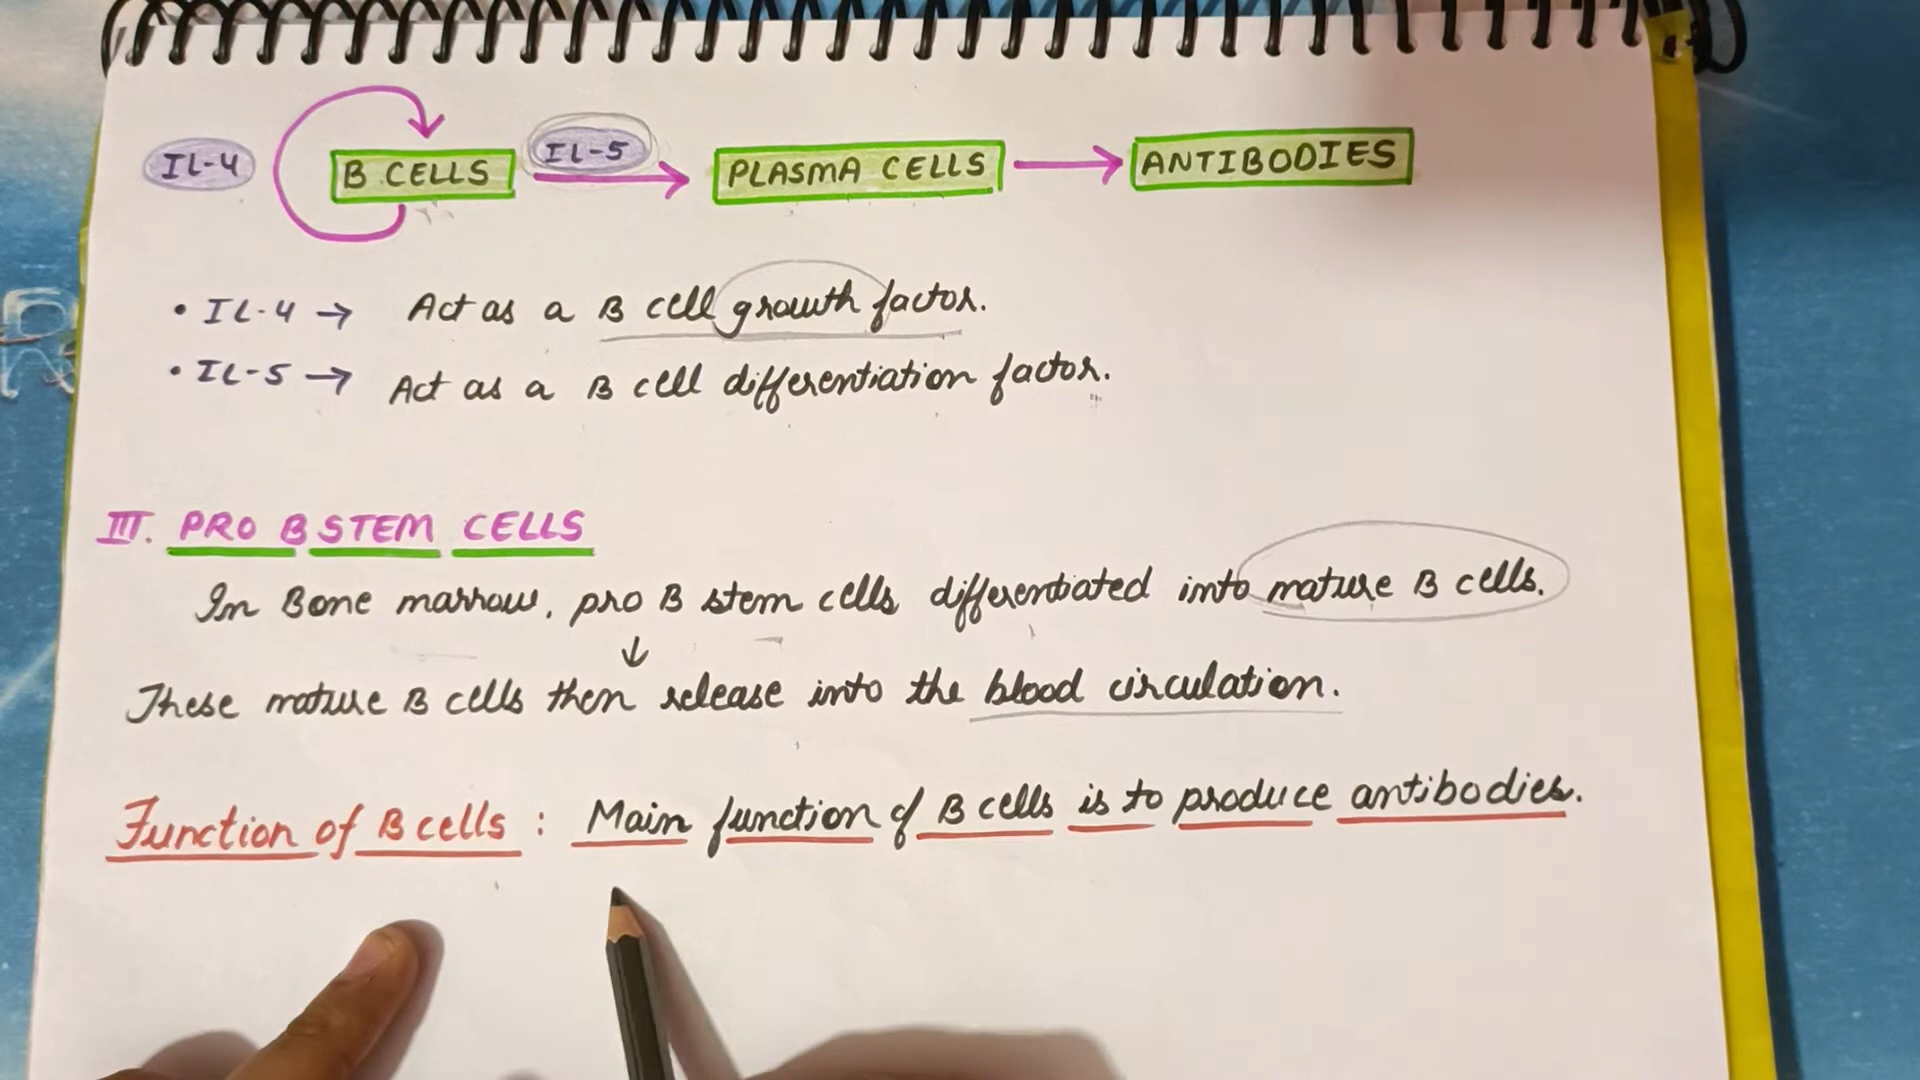 IL-4 B CELLS IL-5 → PLASMA CELLS → ANTIBODIES
• IL-4 → Act as a B cell growth factor.
• IL-5 → Act as a B cell differentiation factor.
III. PRO B STEM CELLS
In Bone marrow, pro B stem cells differentiated into mature B cells.
↓
These mature B cells then release into the blood circulation.
Function of B cells : Main function of B cells is to produce antibodies.